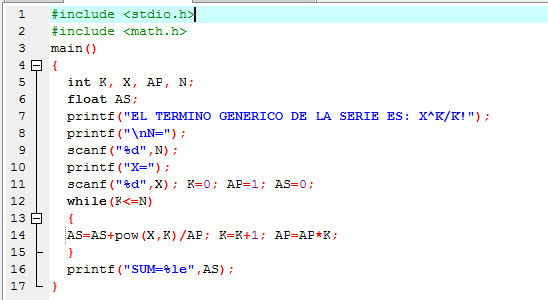 1 #include <stdio.h>
2 #include <math.h>
3 main()
4 {
5 int K, X, AP, N;
6 float AS;
7 printf("EL TERMINO GENERICO DE LA SERIE ES: X^K/K!");
8 printf("\nN=");
9 scanf("%d",N);
10 printf("X=");
11 scanf("%d",X); K=0; AP=1; AS=0;
12 while(K<=N)
13 {
14 AS=AS+pow(X,K)/AP; K=K+1; AP=AP*K;
15 }
16 printf("SUM=%le",AS);
17 }